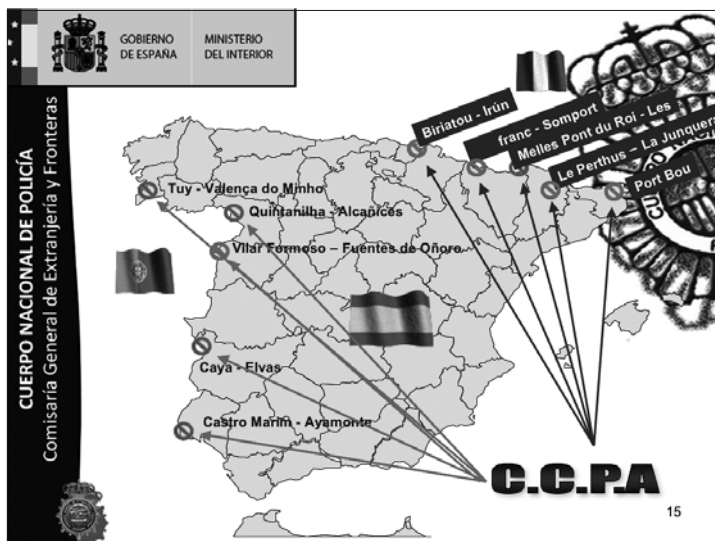 GOBIERNO
DE ESPAÑA
MINISTERIO
DEL INTERIOR
CUERPO NACIONAL DE POLICÍA
Comisaría General de Extranjería y Fronteras
Biriatou - Irún
franc - Somport
Melles Pont du Roi - Les
Le Perthus – La Junquera
Port Bou
Tuy - Valença do Minho
Quintanilha - Alcañices
Vilar Formoso – Fuentes de Oñoro
Caya - Elvas
Castro Marim - Ayamonte
C.C.P.A
15